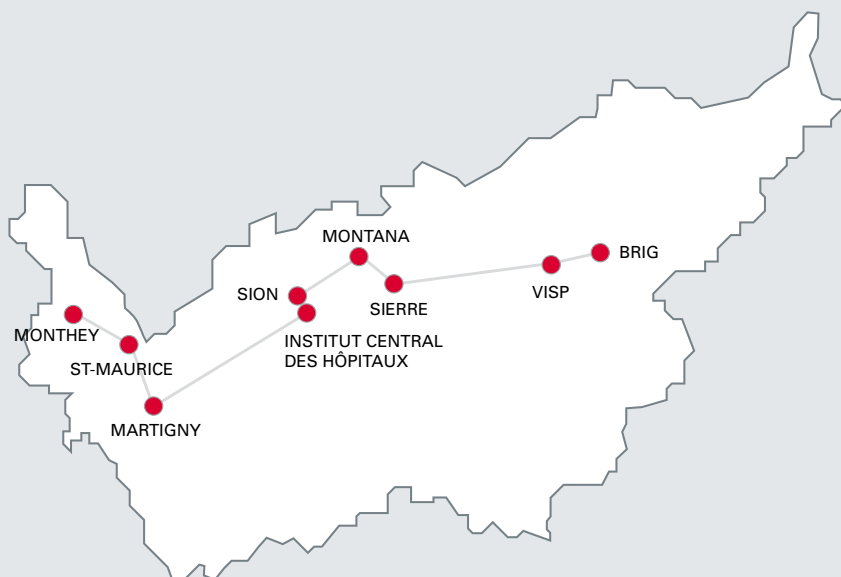 MONTANA
BRIG
SION
VISP
SIERRE
MONTHEY
INSTITUT CENTRAL
DES HÔPITAUX
ST-MAURICE
MARTIGNY